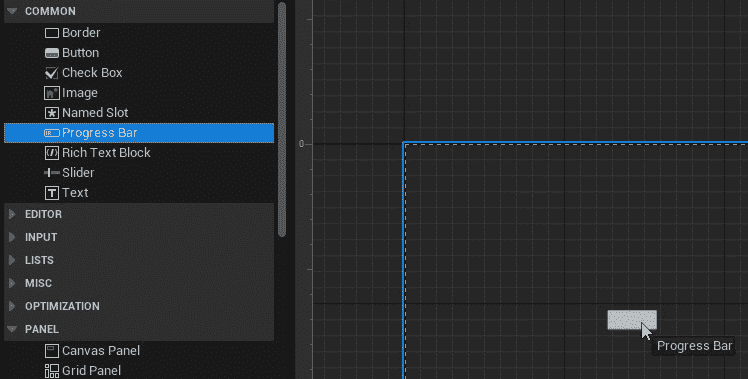 COMMON
Border
Button
Check Box
Image
Named Slot
Progress Bar
Rich Text Block
Slider
Text
EDITOR
INPUT
LISTS
MISC
OPTIMIZATION
PANEL
Canvas Panel
Grid Panel
0
Progress Bar